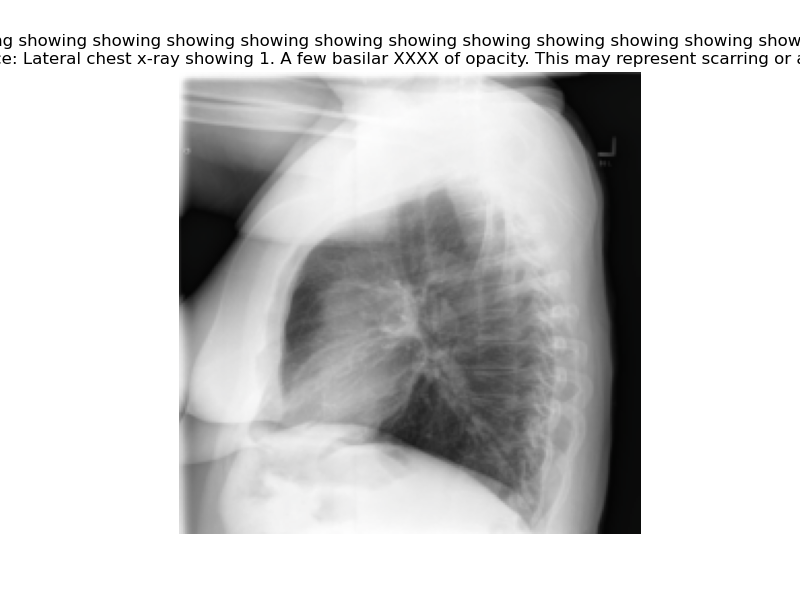 showing showing showing showing showing showing showing showing showing showing
Lateral chest x-ray showing 1. A few basilar XXXX of opacity. This may represent scarring or
L